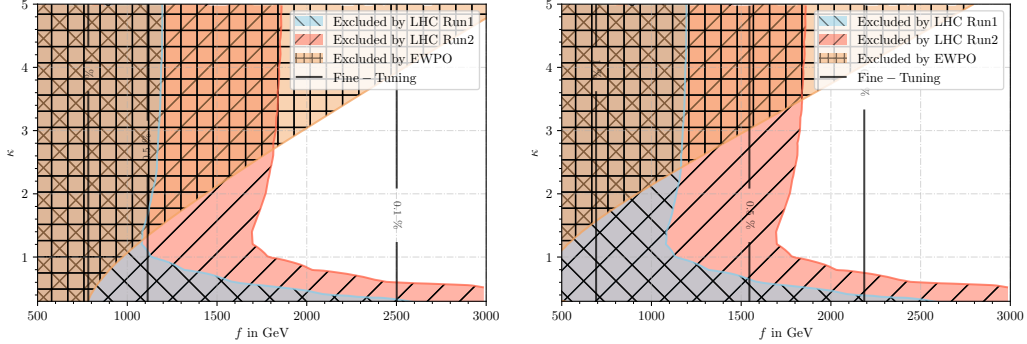 5
4
3
2
1
κ
500
1000
1500
2000
2500
3000
f in GeV
Excluded by LHC Run1
Excluded by LHC Run2
Excluded by EWPO
Fine − Tuning
0.1 %
5
4
3
2
1
κ
500
1000
1500
2000
2500
3000
f in GeV
Excluded by LHC Run1
Excluded by LHC Run2
Excluded by EWPO
Fine − Tuning